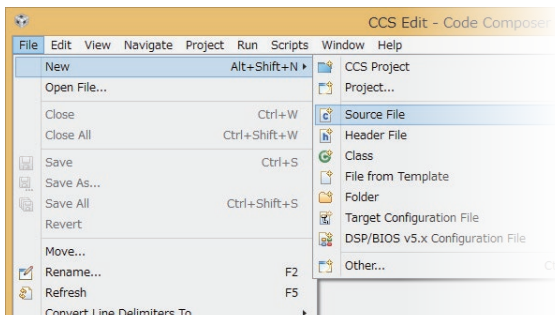 CCS Edit - Code Composer
File Edit View Navigate Project Run Scripts Window Help
New Alt+Shift+N
Open File...
Close Ctrl+W
Close All Ctrl+Shift+W
Save Ctrl+S
Save As...
Save All Ctrl+Shift+S
Revert
Move...
Rename... F2
Refresh F5
Convert Line Delimiters To
CCS Project
Project...
Source File
Header File
Class
File from Template
Folder
Target Configuration File
DSP/BIOS v5.x Configuration File
Other...